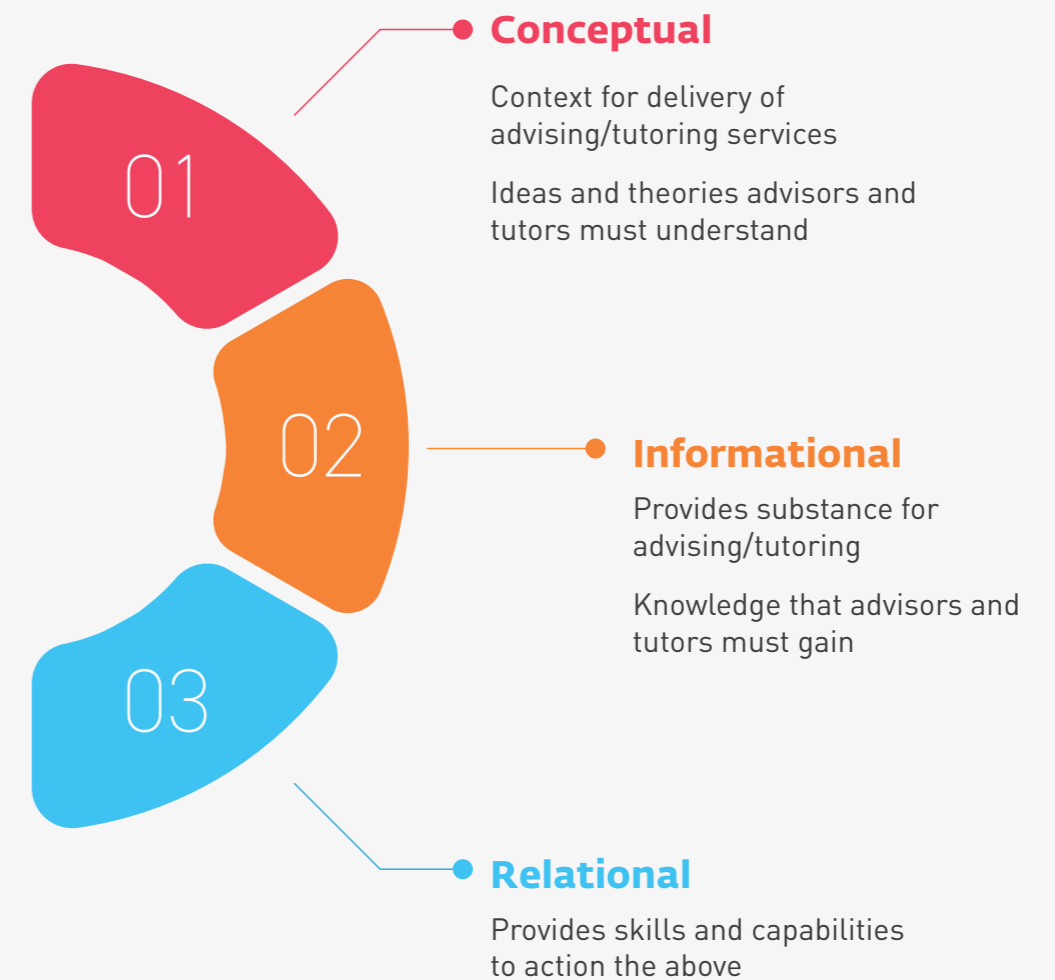 01
Conceptual
Context for delivery of
advising/tutoring services
Ideas and theories advisors and
tutors must understand
02
Informational
Provides substance for
advising/tutoring
Knowledge that advisors and
tutors must gain
03
Relational
Provides skills and capabilities
to action the above